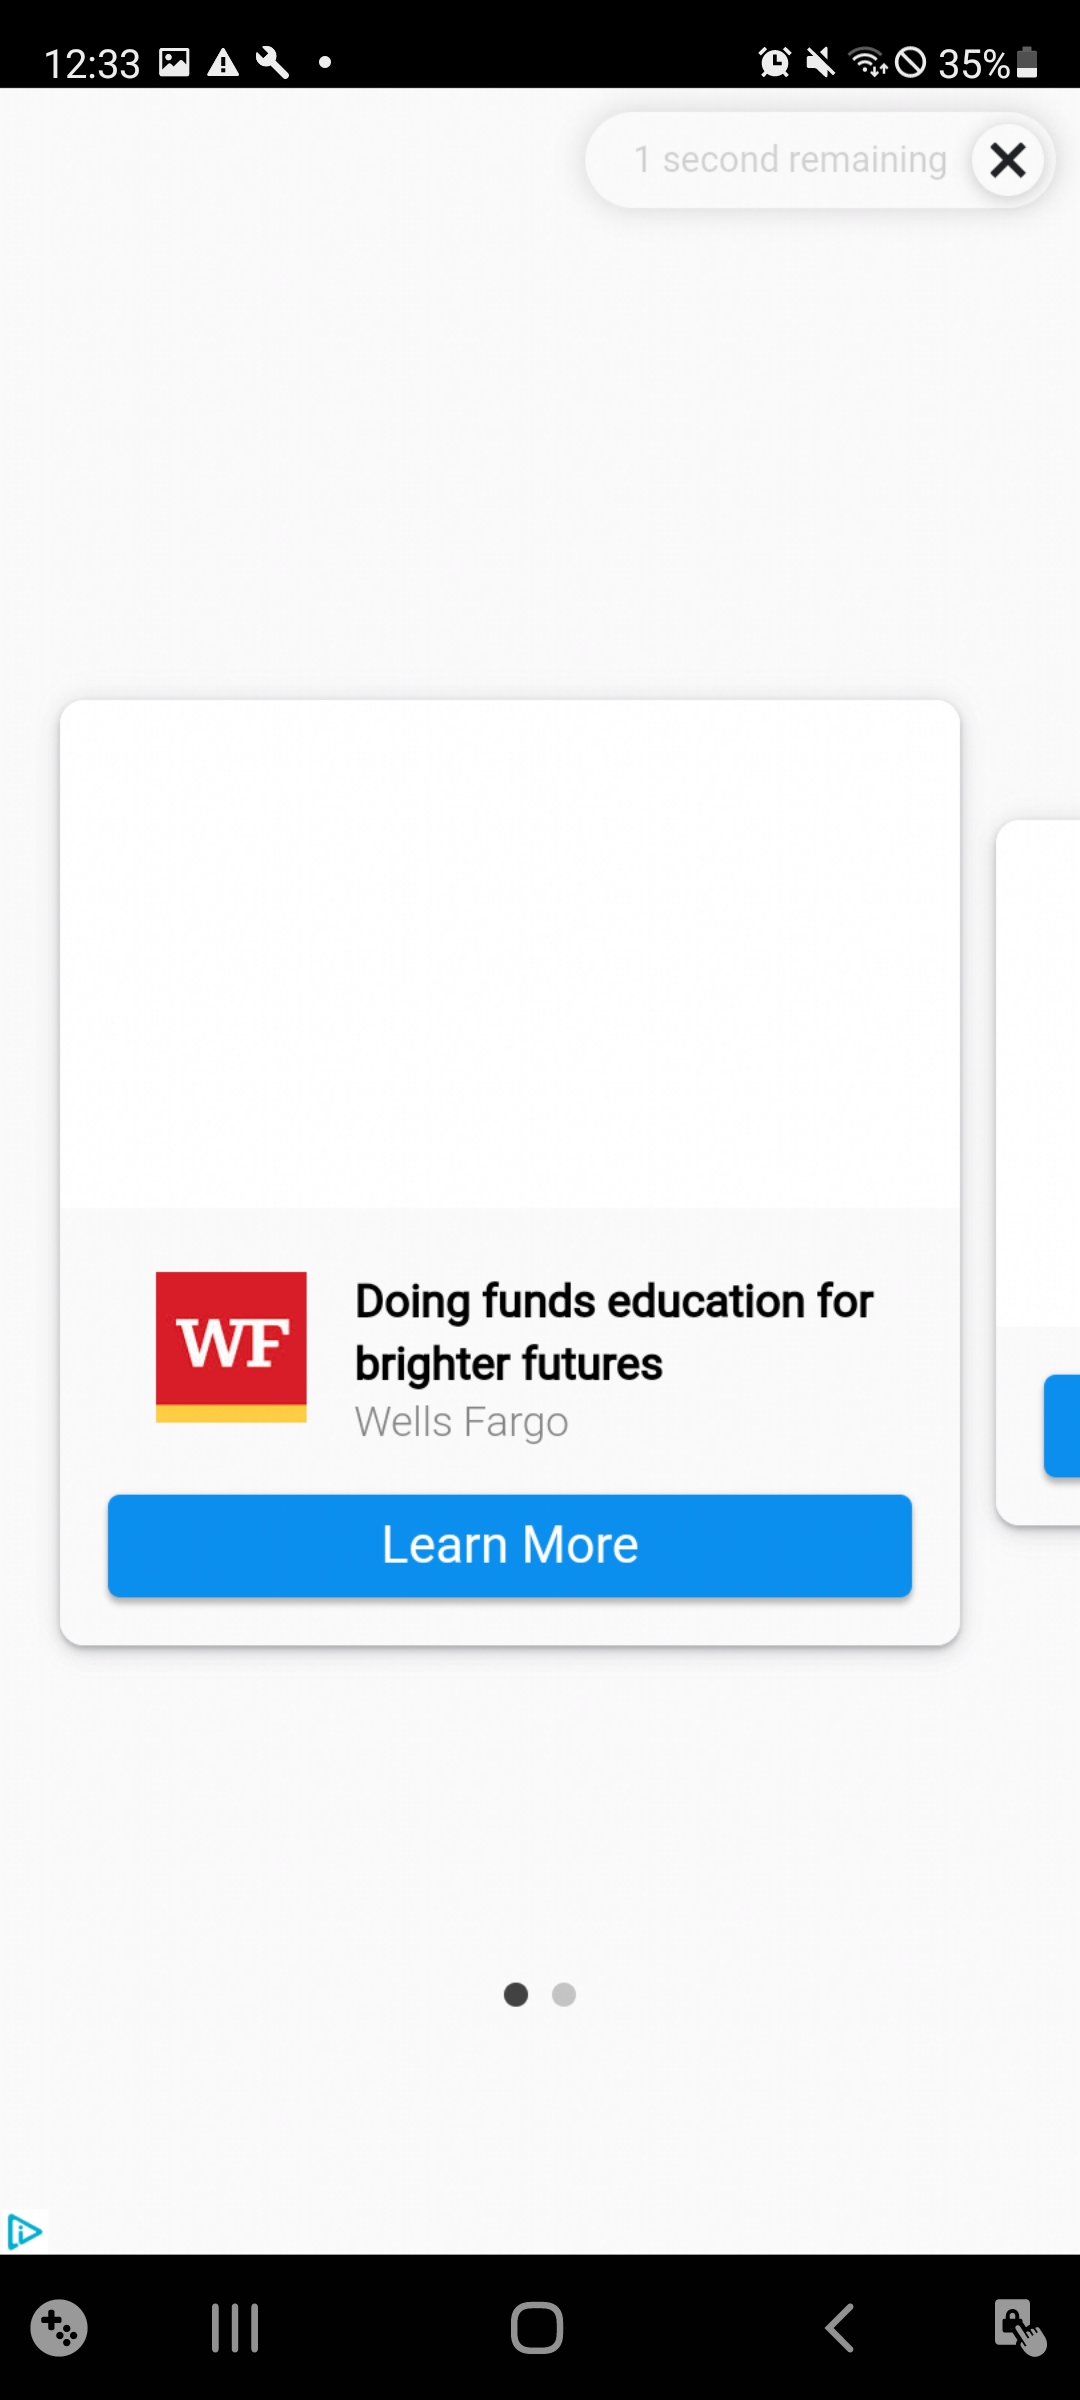 12:33
35%
1 second remaining
WF
Doing funds education for
brighter futures
Wells Fargo
Learn More